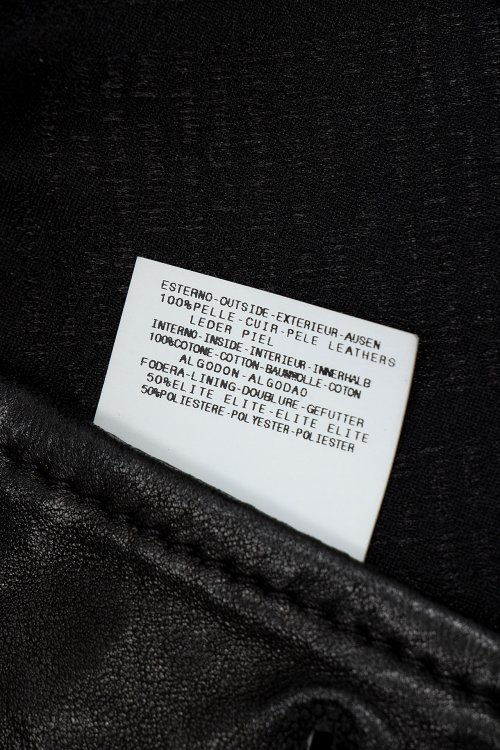 ESTERNO-OUTSIDE-EXTERIEUR-AUSEN
100%PELLE-CUIR-PELE LEATHERS
LEDER PIEL
INTERNO-INSIDE-INTERIEUR-INNERHALB
100%COTONE-COTTON-BAUMWOLLE-COTON
ALGODON-ALGODAO
FODERA-LINING-DOUBLURE-GEFUTTER
50%ELITE ELITE-ELITE ELITE
50%POLIESTERE-POLYESTER-POLIESTER